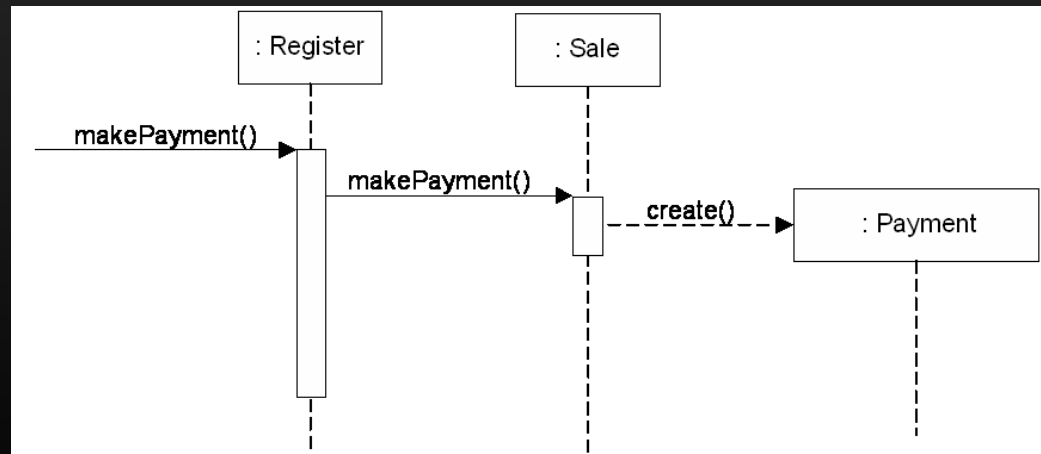 : Register
: Sale
makePayment()
makePayment()
create()
: Payment